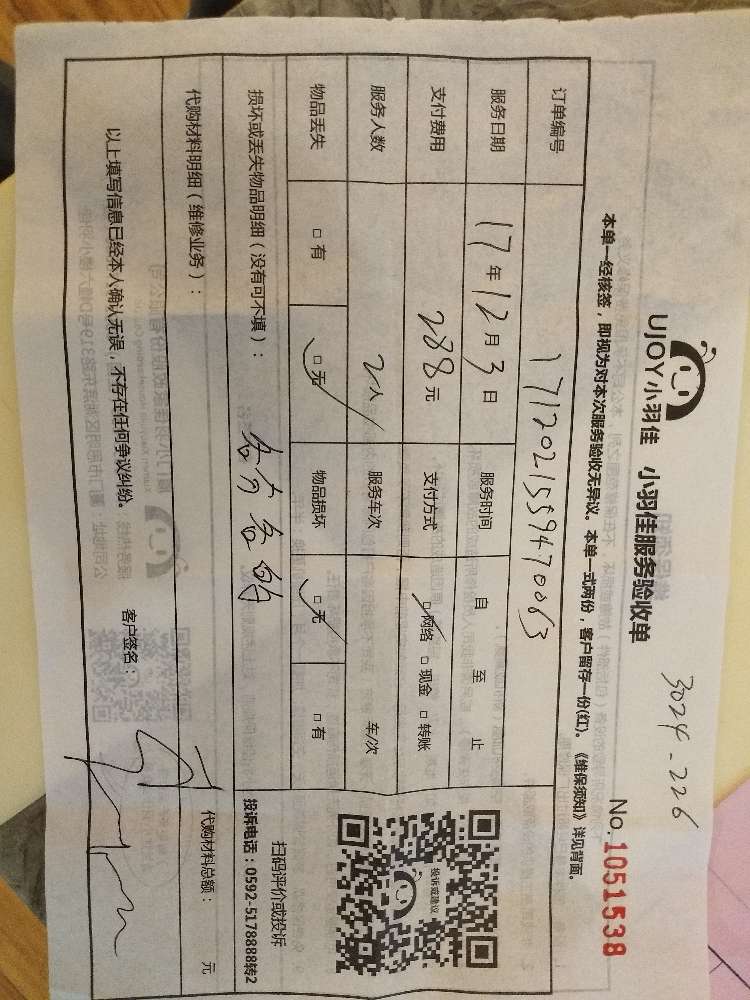 3024-226
UJOY小羽佳 小羽佳服务验收单 No. 1051538
本单一经核签，即视为对本次服务验收无异议。本单一式两份，客户留存一份(红)。《维保须知》详见背面。
订单编号 17120215594470063
服务日期 17年12月3日 服务时间 自 至 止
支付费用 288元 支付方式 □网络 □现金 □转账
服务人数 2人 服务车次 车/次
物品丢失 □有 □无 物品损坏 □无 □有
损坏或丢失物品明细（没有可不填）：
代购材料明细（维修业务）： 代购材料总额： 元
以上填写信息已经本人确认无误，不存在任何争议纠纷。 客户签名：
投诉或建议
扫码评价或投诉
投诉电话：0592-5178888转2